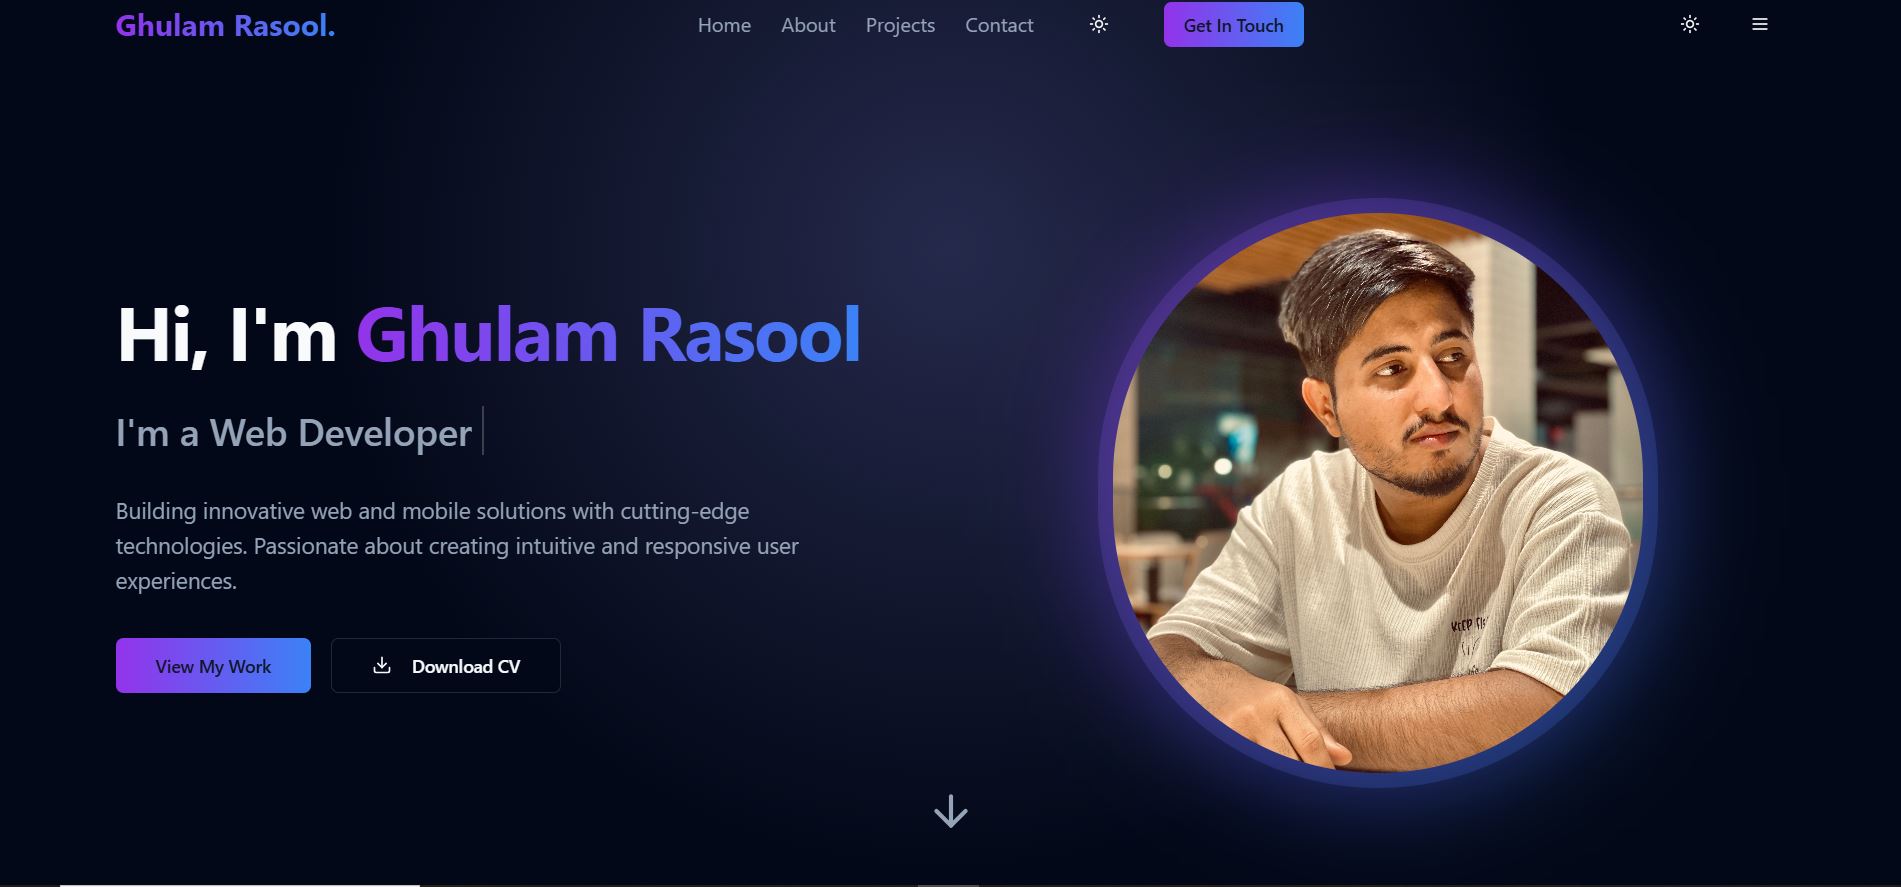 Ghulam Rasool.
Home About Projects Contact Get In Touch
Hi, I'm Ghulam Rasool
I'm a Web Developer
Building innovative web and mobile solutions with cutting-edge
technologies. Passionate about creating intuitive and responsive user
experiences.
View My Work Download CV
KEEP